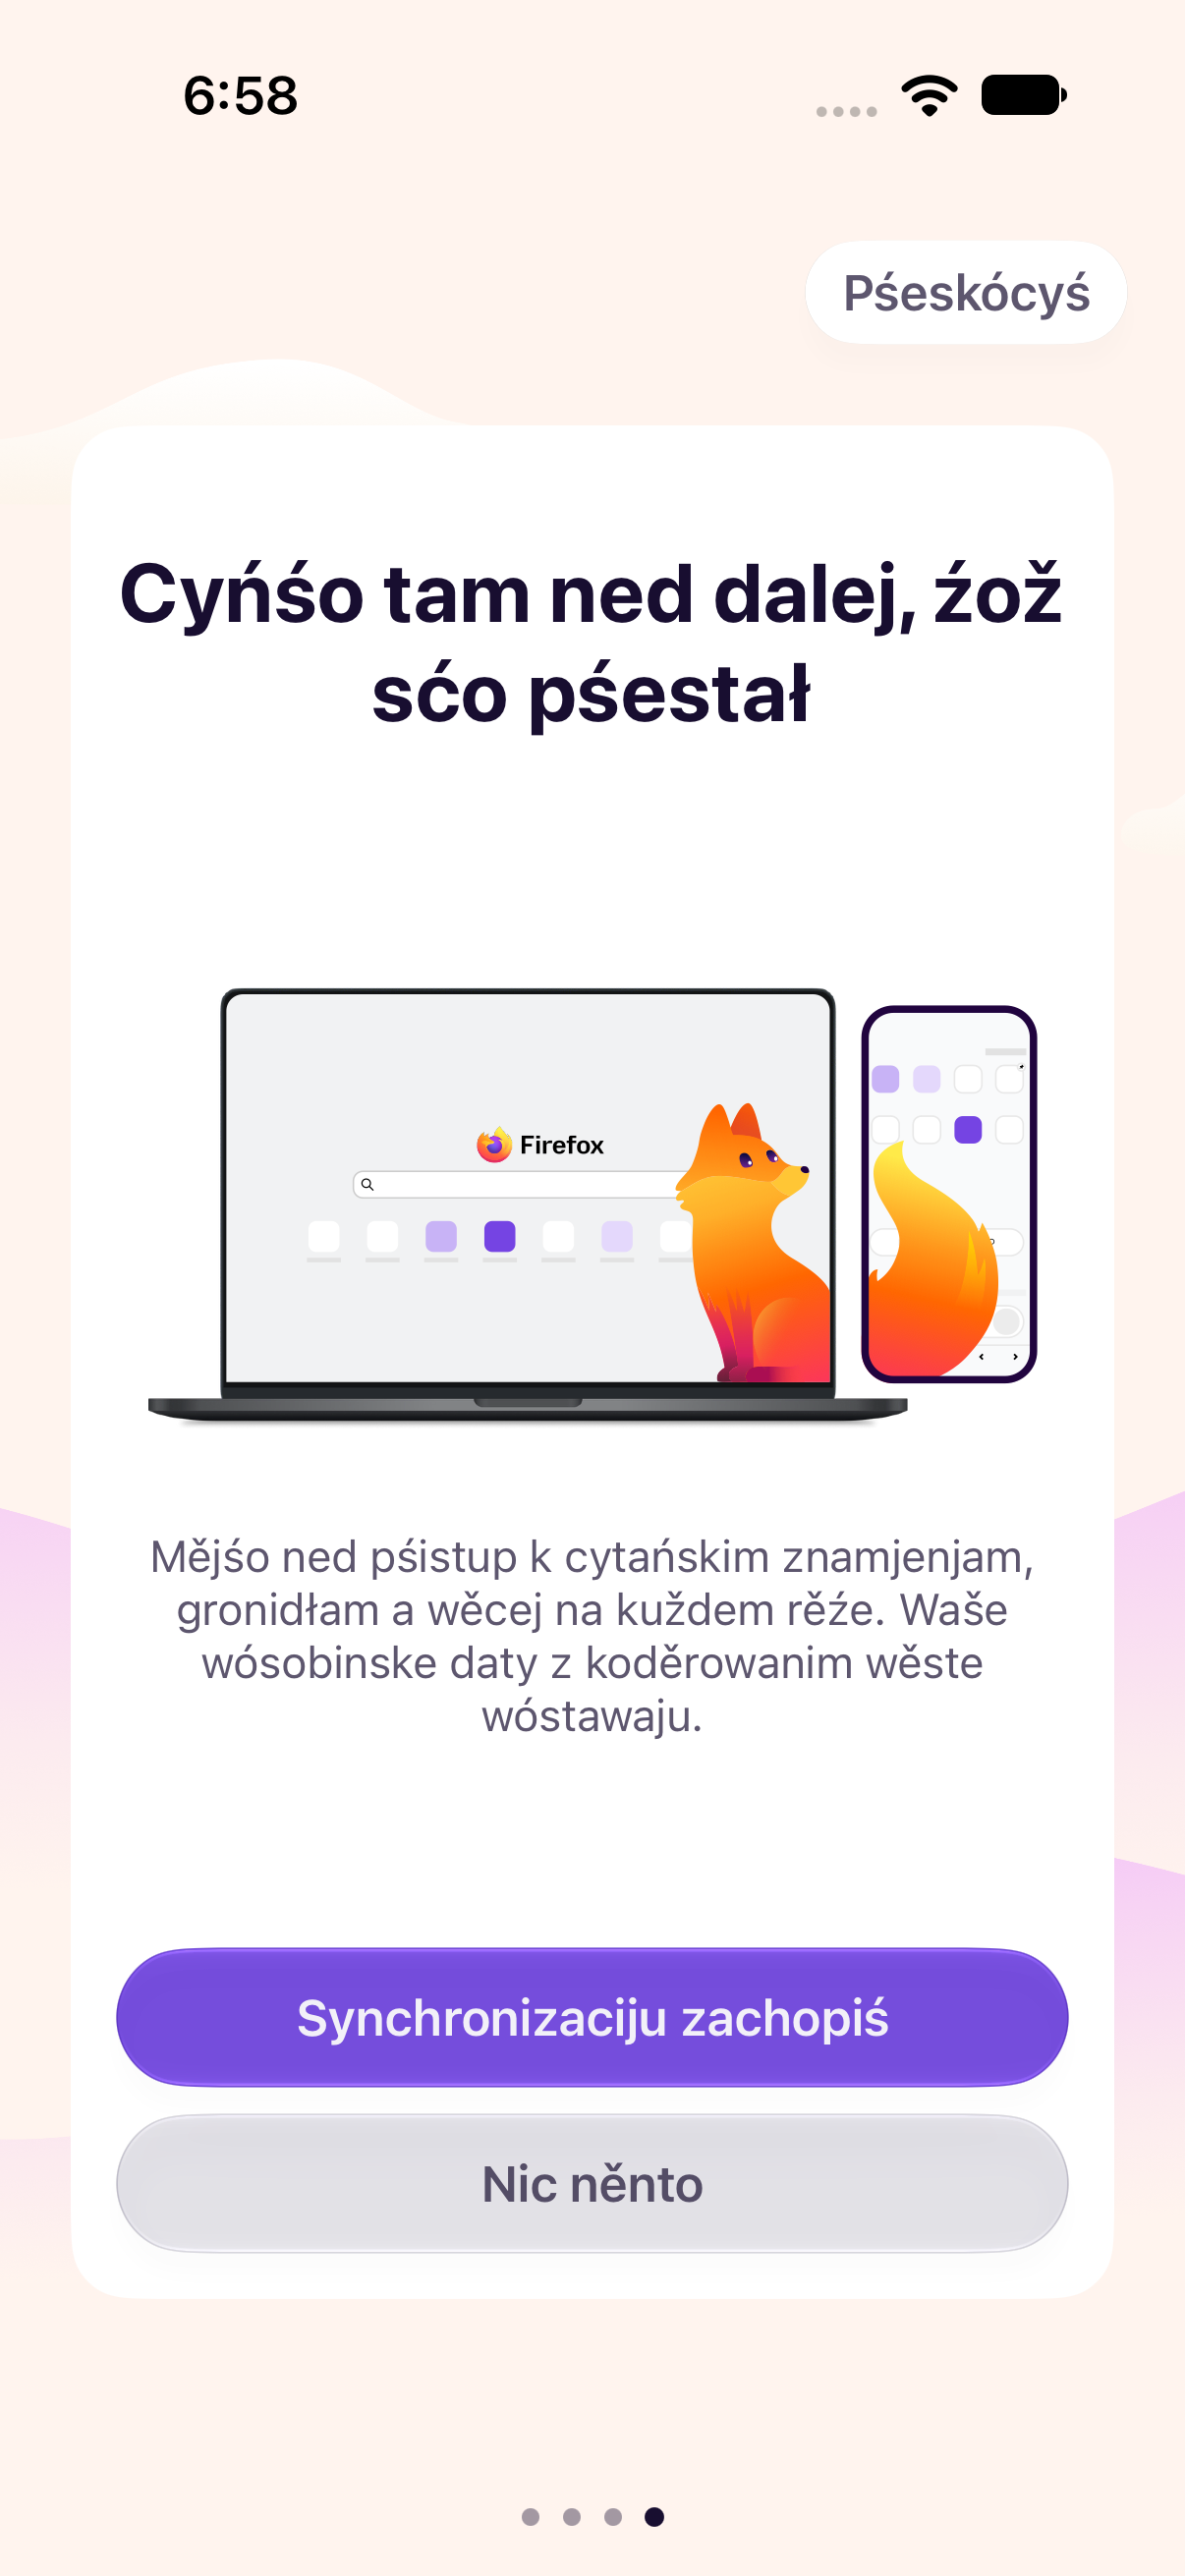 6:58
Pśeskócyś
Cyńśo tam ned dalej, źož
sćo pśestał
Firefox
Mějśo ned pśistup k cytańskim znamjenjam,
gronidłam a wěcej na kuždem rěźe. Waše
wósobinske daty z koděrowanim wěste
wóstawaju.
Synchronizaciju zachopiś
Nic něnto